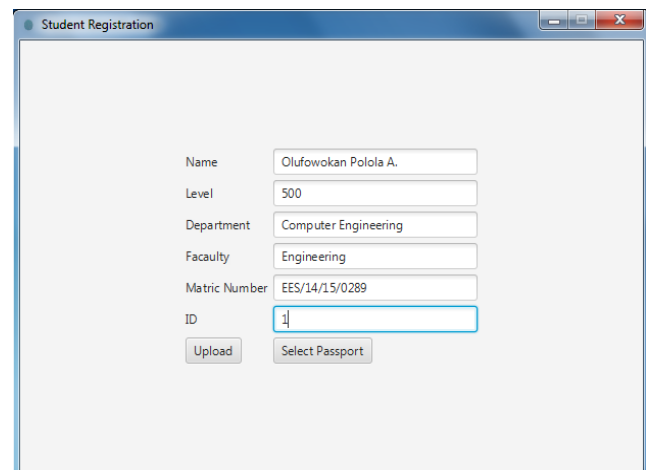 Student Registration
Name Olufowokan Polola A.
Level 500
Department Computer Engineering
Facaulty Engineering
Matric Number EES/14/15/0289
ID 1
Upload Select Passport